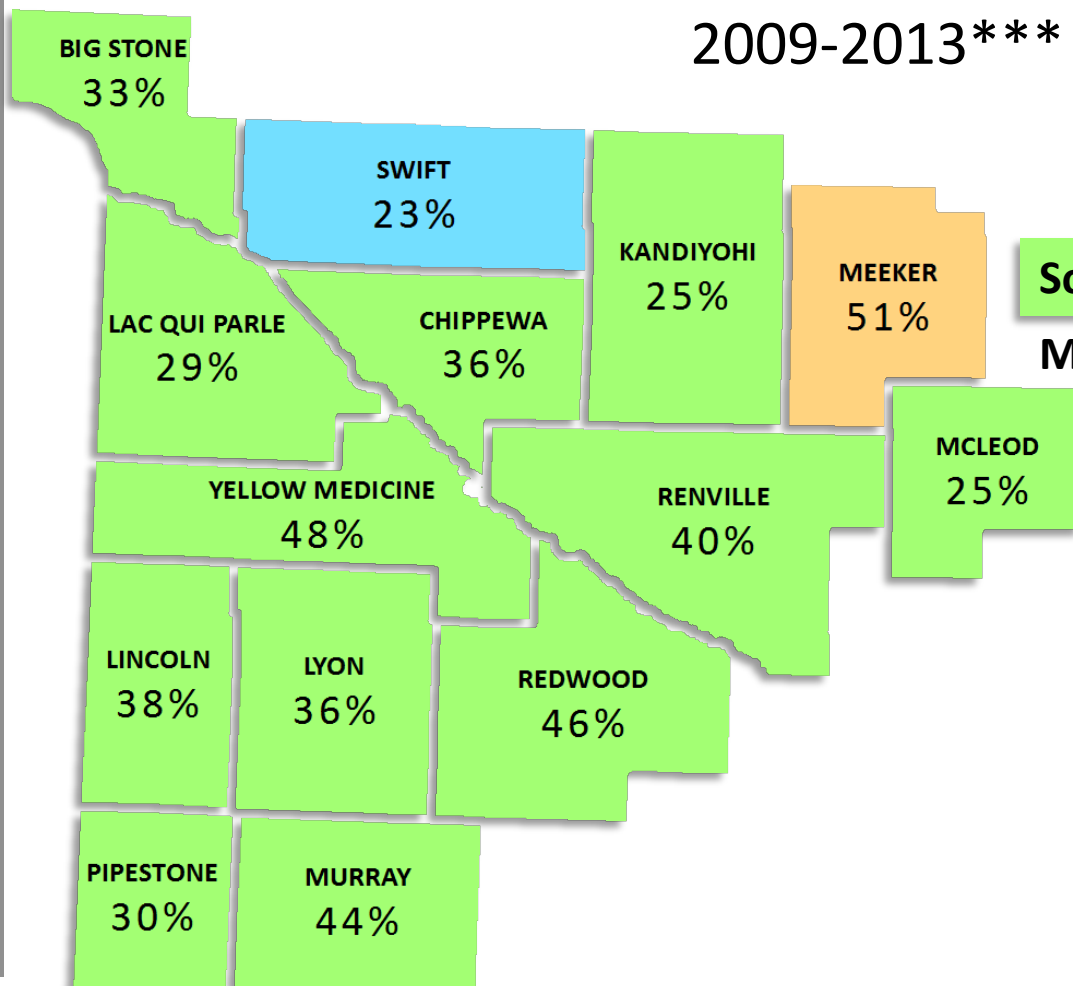 2009-2013***
BIG STONE
33%
SWIFT
23%
KANDIYOHI
25%
MEEKER
51%
LAC QUI PARLE
29%
CHIPPEWA
36%
MCLEOD
25%
YELLOW MEDICINE
48%
RENVILLE
40%
LINCOLN
38%
LYON
36%
REDWOOD
46%
PIPESTONE
30%
MURRAY
44%